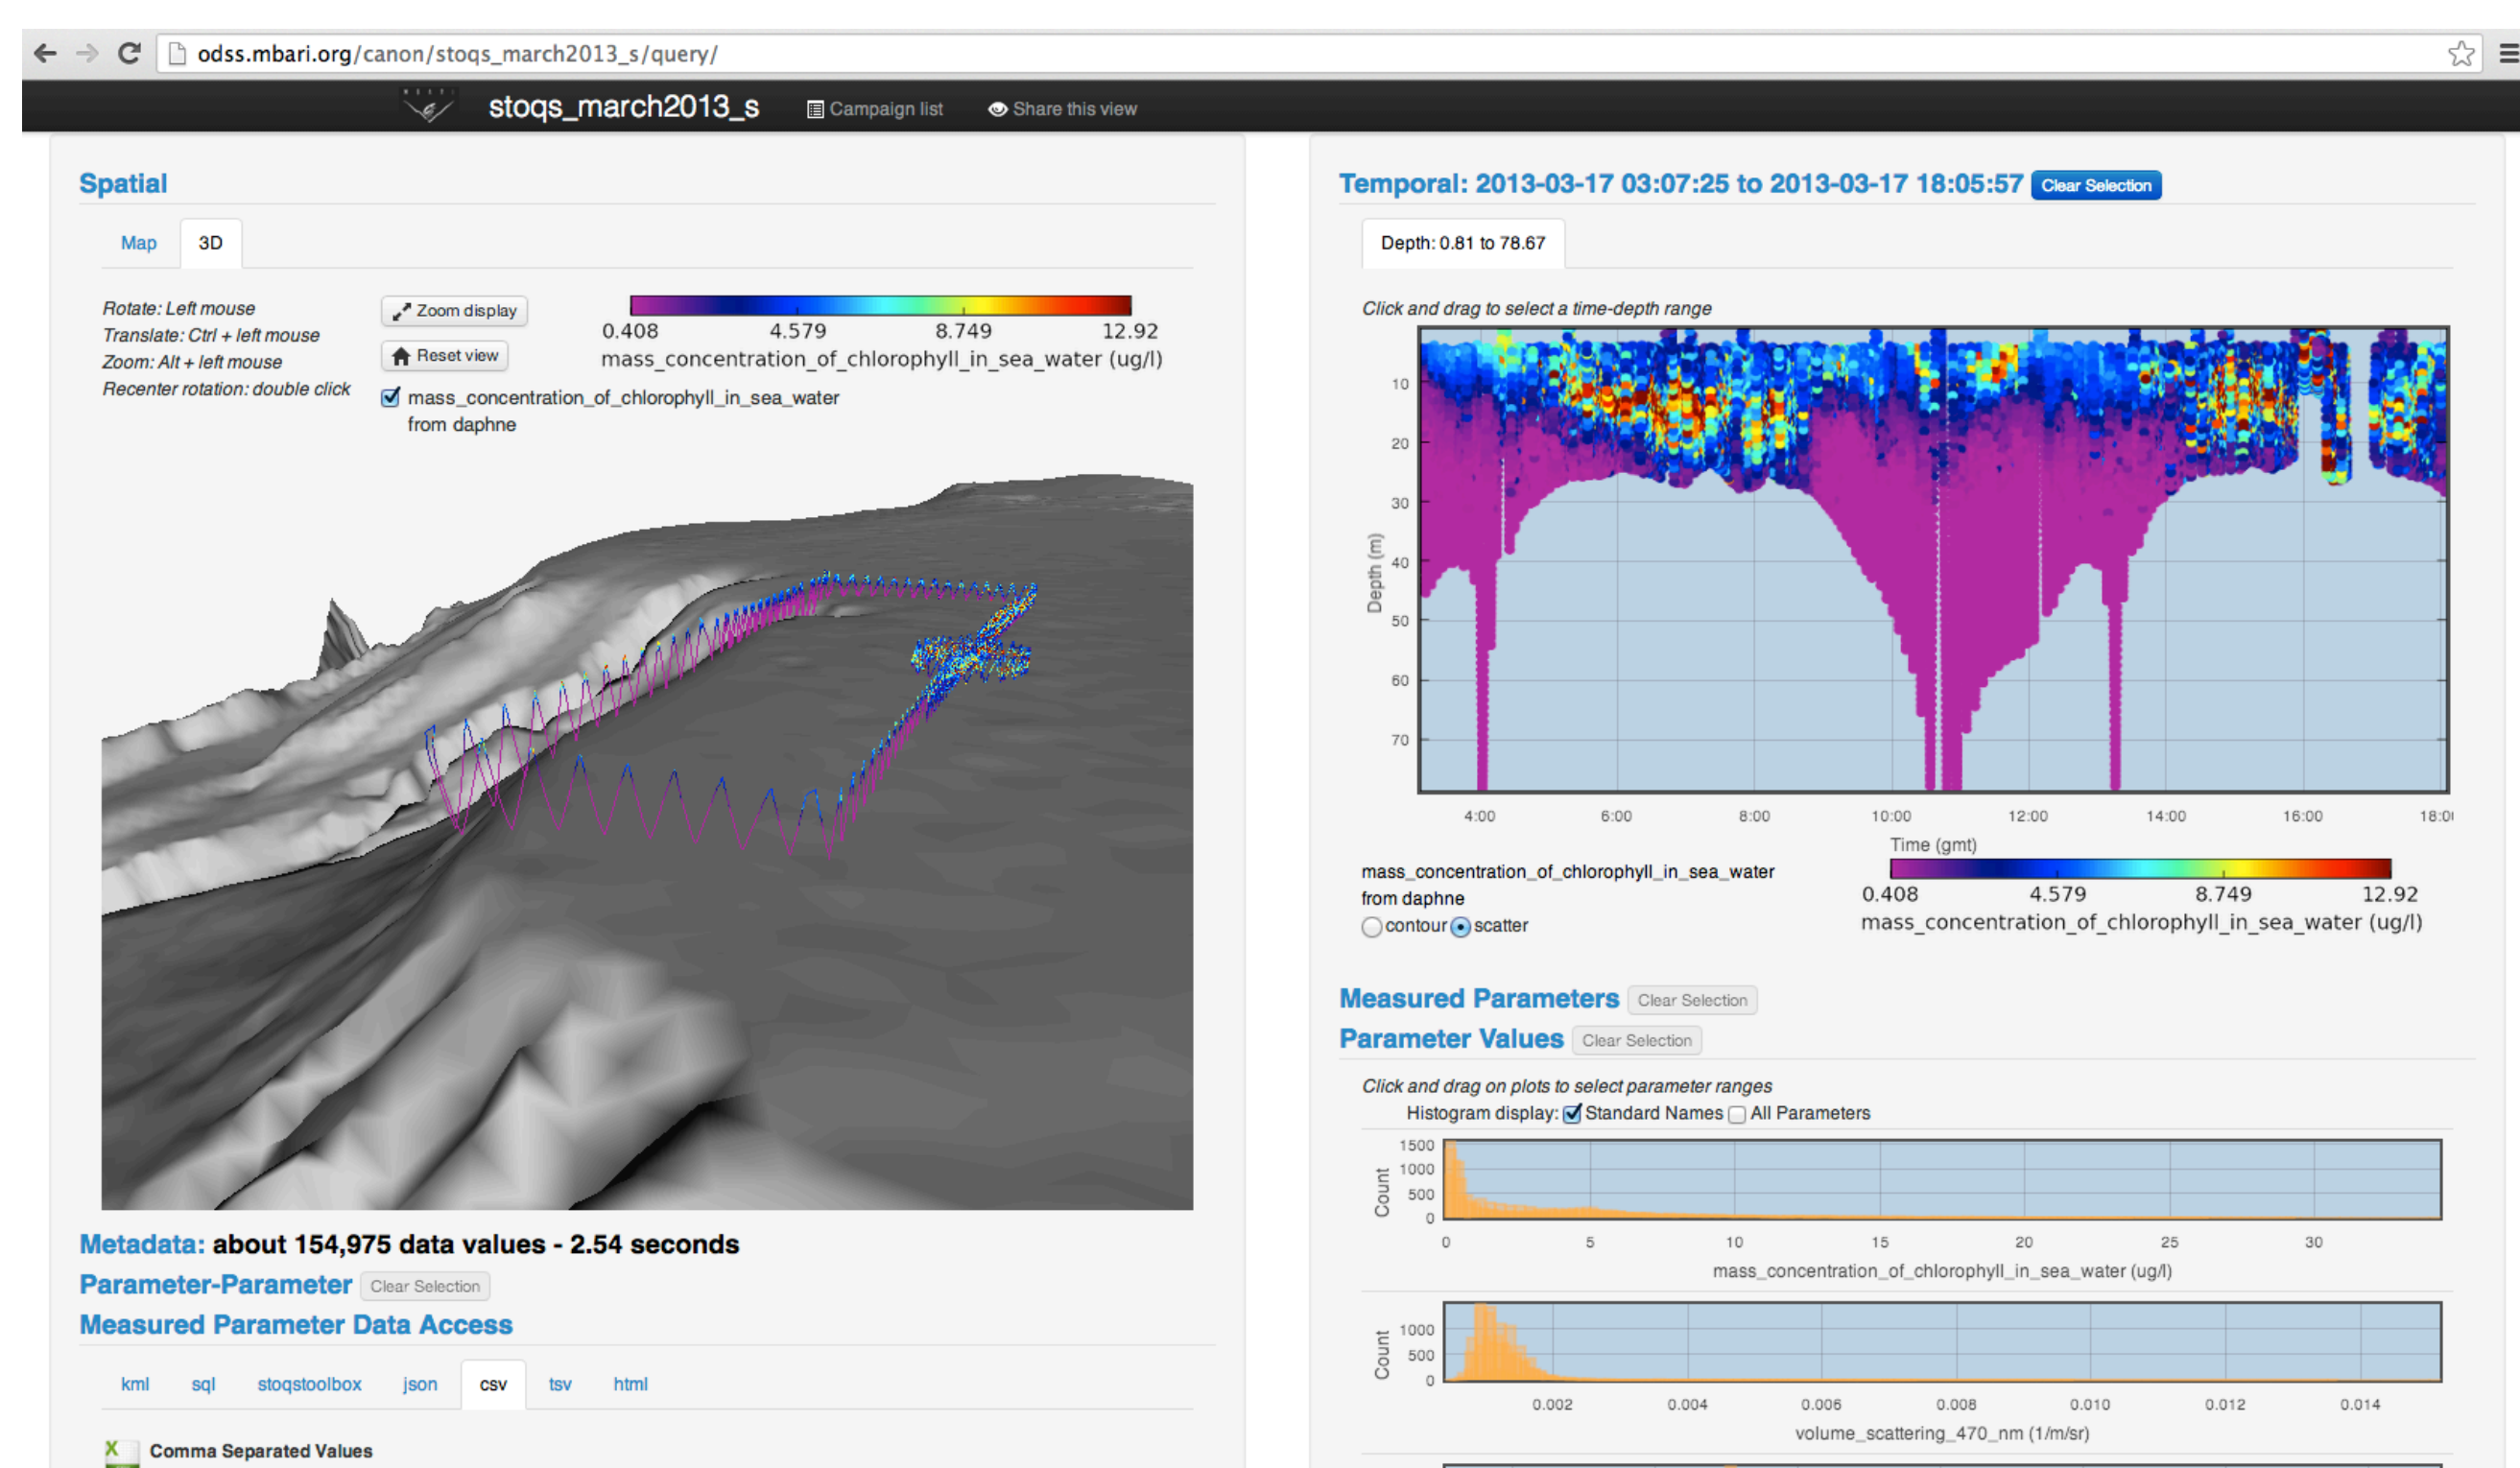 odss.mbari.org/canon/stoqs_march2013_s/query/
stoqs_march2013_s Campaign list Share this view
Spatial
Map 3D
Rotate: Left mouse
Translate: Ctrl + left mouse
Zoom: Alt + left mouse
Recenter rotation: double click
Zoom display
Reset view
0.408 4.579 8.749 12.92
mass_concentration_of_chlorophyll_in_sea_water (ug/l)
mass_concentration_of_chlorophyll_in_sea_water
from daphne
Metadata: about 154,975 data values - 2.54 seconds
Parameter-Parameter Clear Selection
Measured Parameter Data Access
kml sql stoqstoolbox json csv tsv html
Comma Separated Values
Temporal: 2013-03-17 03:07:25 to 2013-03-17 18:05:57 Clear Selection
Depth: 0.81 to 78.67
Click and drag to select a time-depth range
Depth (m)
10
20
30
40
50
60
70
4:00 6:00 8:00 10:00 12:00 14:00 16:00
Time (gmt)
mass_concentration_of_chlorophyll_in_sea_water
from daphne
contour scatter
0.408 4.579 8.749 12.92
mass_concentration_of_chlorophyll_in_sea_water (ug/l)
Measured Parameters Clear Selection
Parameter Values Clear Selection
Click and drag on plots to select parameter ranges
Histogram display: Standard Names All Parameters
Count
1500
1000
500
0
0 5 10 15 20 25 30
mass_concentration_of_chlorophyll_in_sea_water (ug/l)
Count
1000
500
0
0.002 0.004 0.006 0.008 0.010 0.012 0.014
volume_scattering_470_nm (1/m/sr)